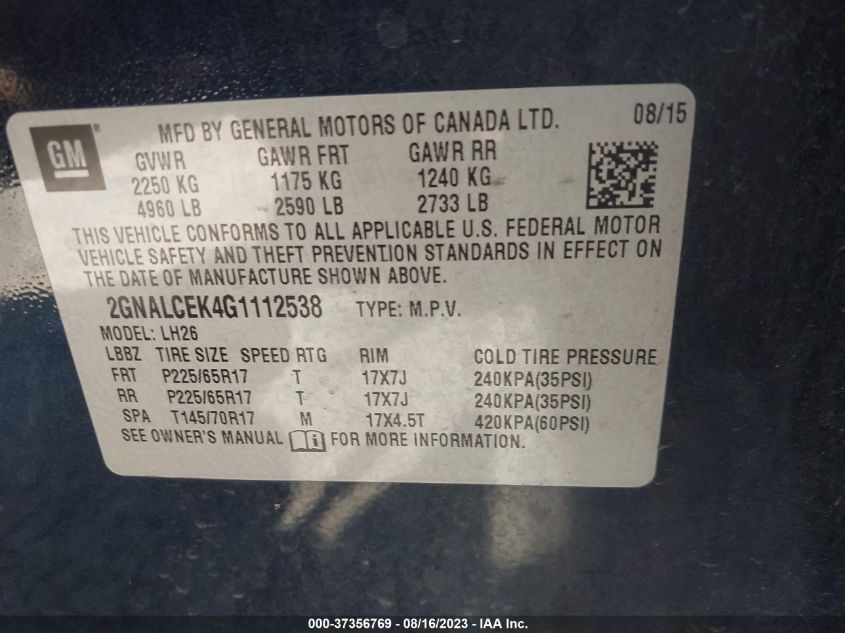 GM®
MFD BY GENERAL MOTORS OF CANADA LTD. 08/15
GVWR GAWR FRT GAWR RR
2250 KG 1175 KG 1240 KG
4960 LB 2590 LB 2733 LB
THIS VEHICLE CONFORMS TO ALL APPLICABLE U.S. FEDERAL MOTOR
VEHICLE SAFETY AND THEFT PREVENTION STANDARDS IN EFFECT ON
THE DATE OF MANUFACTURE SHOWN ABOVE.
2GNALCEK4G1112538 TYPE: M.P.V.
MODEL: LH26
LBBZ TIRE SIZE SPEED RTG RIM COLD TIRE PRESSURE
FRT P225/65R17 T 17X7J 240KPA(35PSI)
RR P225/65R17 T 17X7J 240KPA(35PSI)
SPA T145/70R17 M 17X4.5T 420KPA(60PSI)
SEE OWNER'S MANUAL FOR MORE INFORMATION.
000-37356769 - 08/16/2023 - IAA Inc.